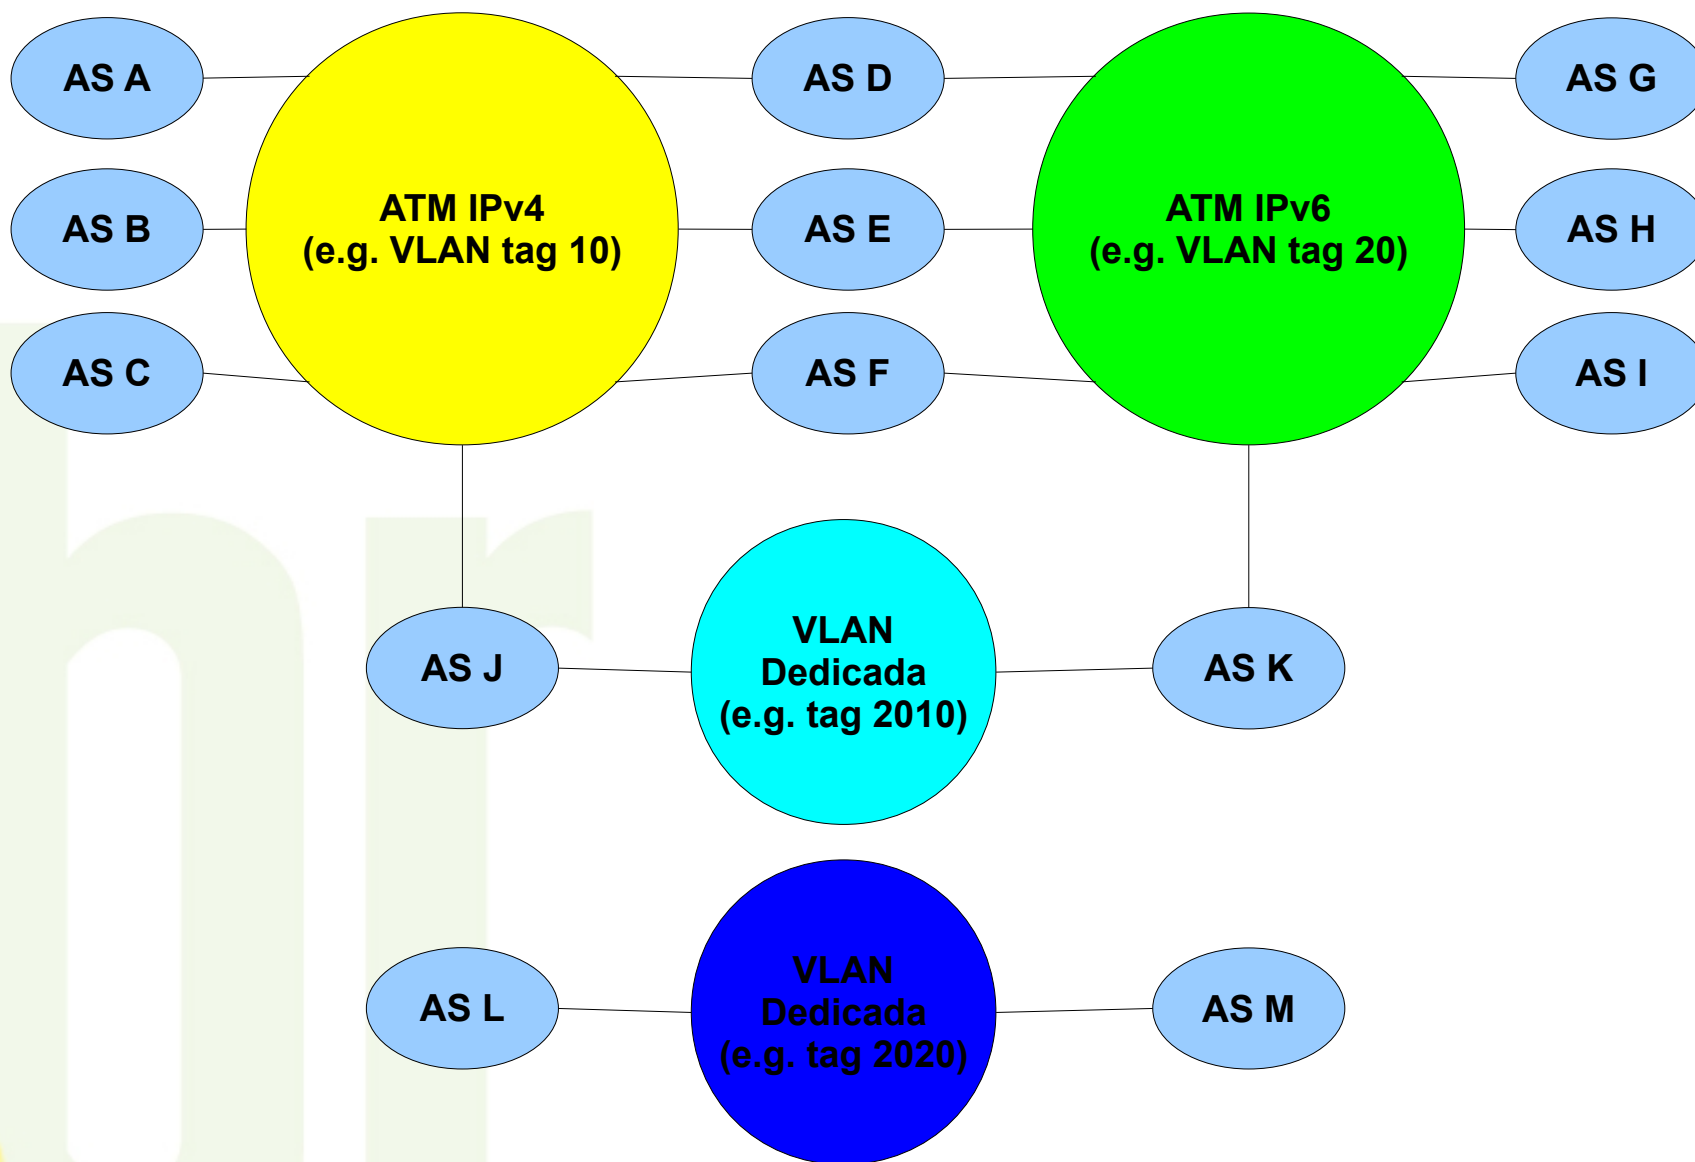 AS A
AS D
AS G
ATM IPv4
(e.g. VLAN tag 10)
ATM IPv6
(e.g. VLAN tag 20)
AS B
AS E
AS H
AS C
AS F
AS I
VLAN
Dedicada
(e.g. tag 2010)
AS J
AS K
VLAN
Dedicada
(e.g. tag 2020)
AS L
AS M
hr